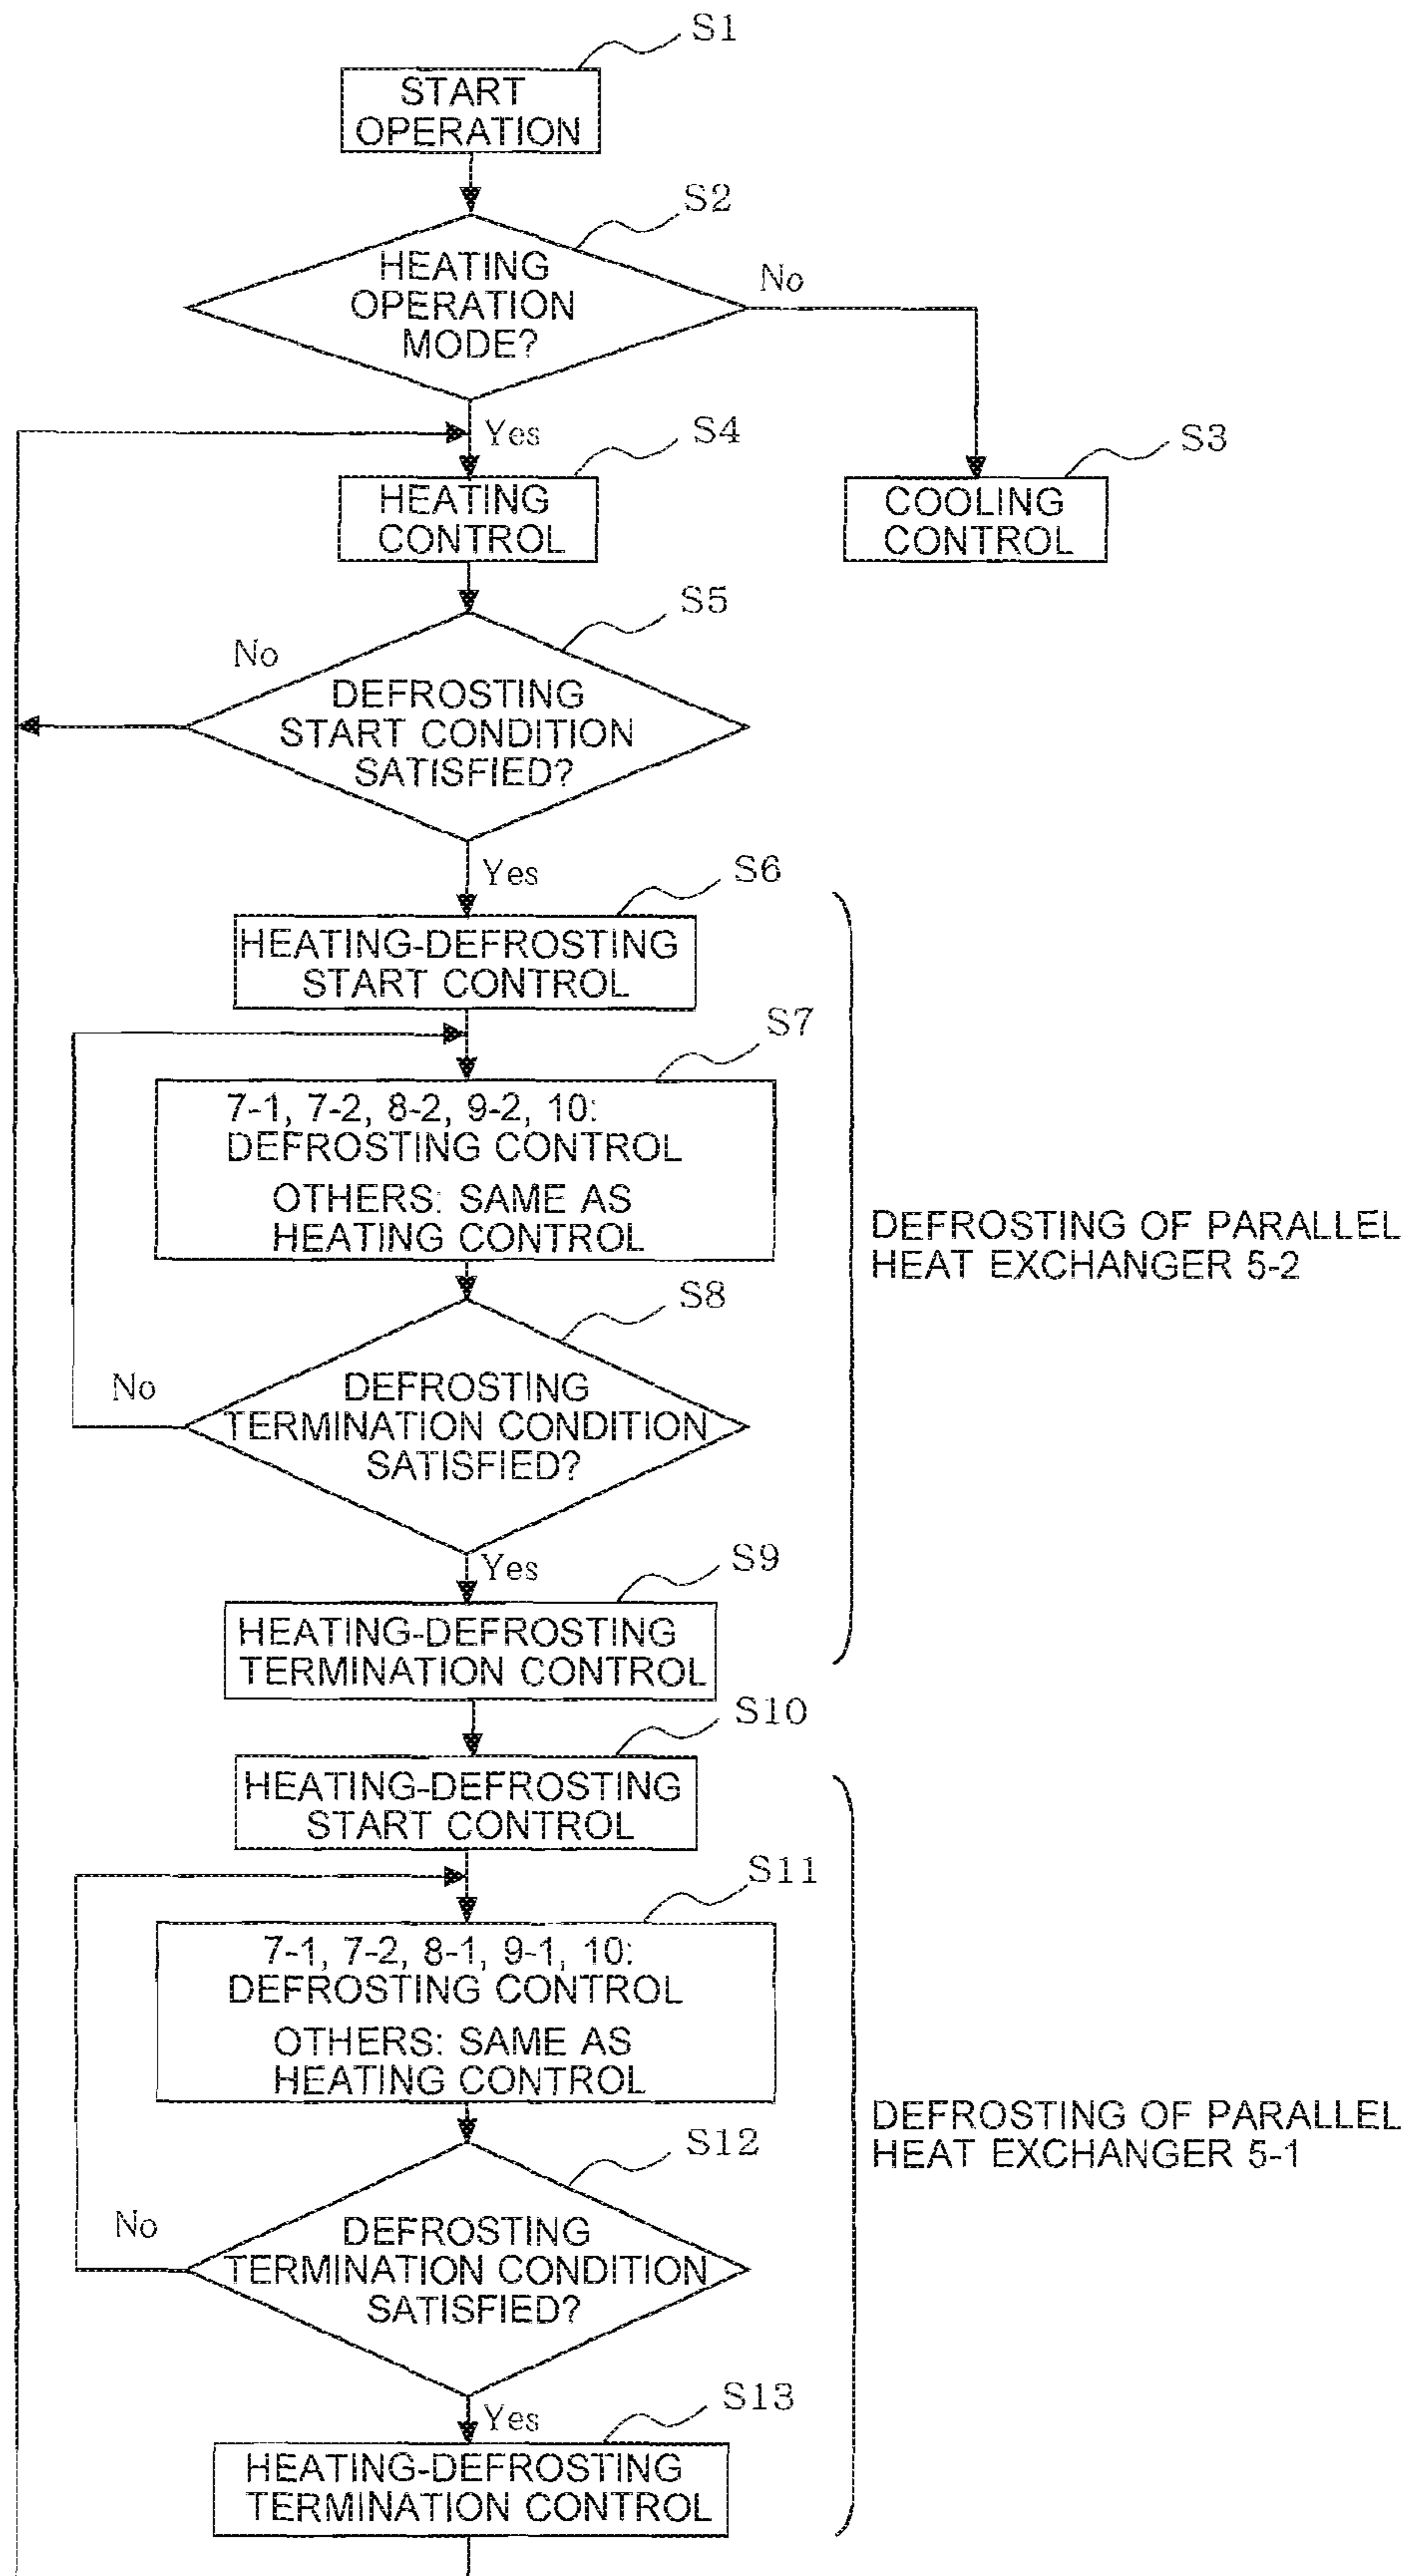 S1
START
OPERATION
S2
HEATING
OPERATION
MODE?
No
Yes
S4
HEATING
CONTROL
S3
COOLING
CONTROL
S5
No
DEFROSTING
START CONDITION
SATISFIED?
Yes
S6
HEATING-DEFROSTING
START CONTROL
S7
7-1, 7-2, 8-2, 9-2, 10:
DEFROSTING CONTROL
OTHERS: SAME AS
HEATING CONTROL
DEFROSTING OF PARALLEL
HEAT EXCHANGER 5-2
S8
No
DEFROSTING
TERMINATION CONDITION
SATISFIED?
Yes
S9
HEATING-DEFROSTING
TERMINATION CONTROL
S10
HEATING-DEFROSTING
START CONTROL
S11
7-1, 7-2, 8-1, 9-1, 10:
DEFROSTING CONTROL
OTHERS: SAME AS
HEATING CONTROL
DEFROSTING OF PARALLEL
HEAT EXCHANGER 5-1
S12
No
DEFROSTING
TERMINATION CONDITION
SATISFIED?
Yes
S13
HEATING-DEFROSTING
TERMINATION CONTROL